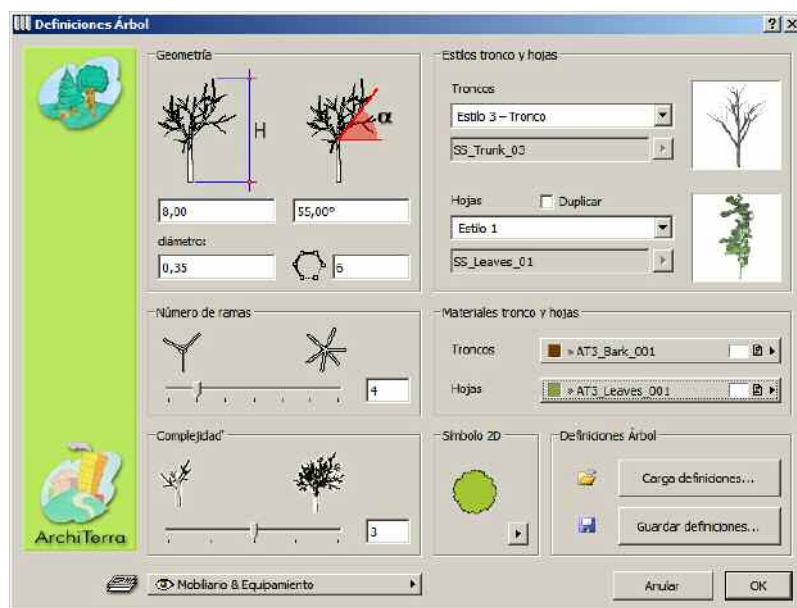 Definiciones Árbol
Geometría
H
α
8,00
55,00º
diámetro:
0,35
6
Número de ramas
4
Complejidad'
3
ArchiTerra
Estilos tronco y hojas
Troncos
Estilo 3 – Tronco
SS_Trunk_03
Hojas
Duplicar
Estilo 1
SS_Leaves_01
Materiales tronco y hojas
Troncos
» AT3_Bark_001
Hojas
» AT3_Leaves_001
Símbolo 2D
Definiciones Árbol
Carga definiciones...
Guardar definiciones...
Mobiliario & Equipamiento
Anular
OK